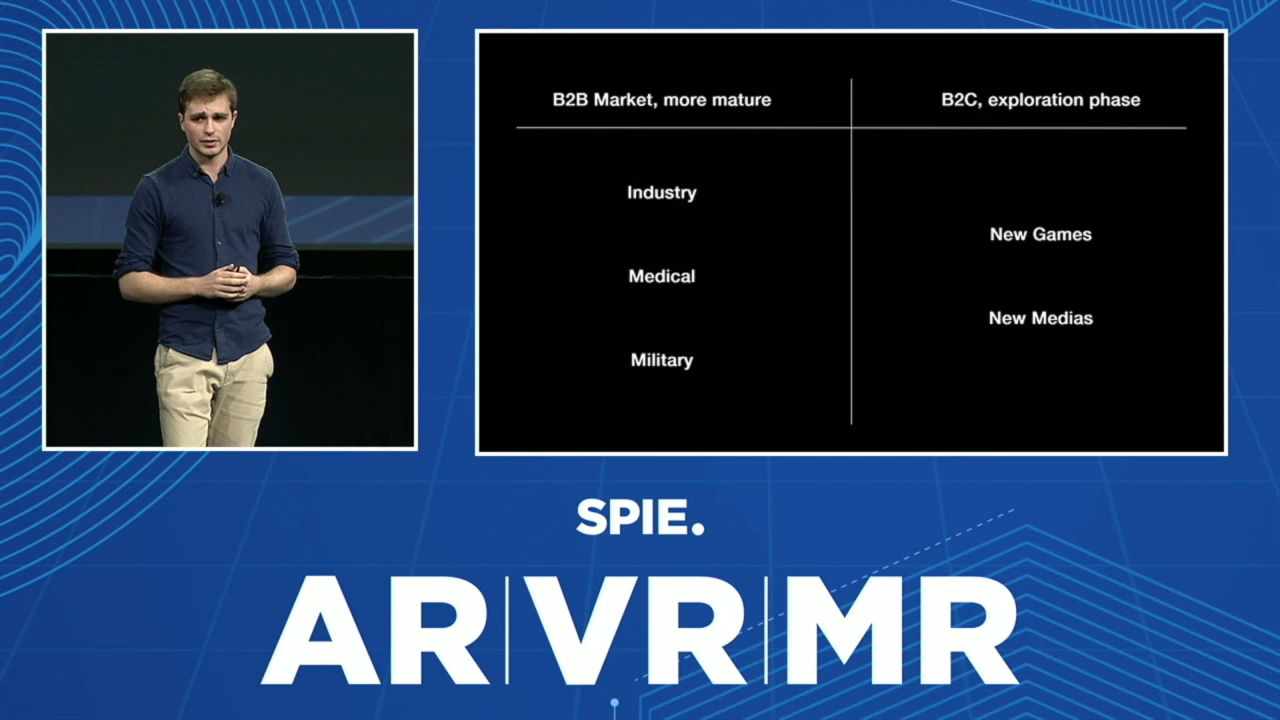 B2B Market, more mature
B2C, exploration phase
Industry
New Games
Medical
New Medias
Military
SPIE.
AR|VR|MR